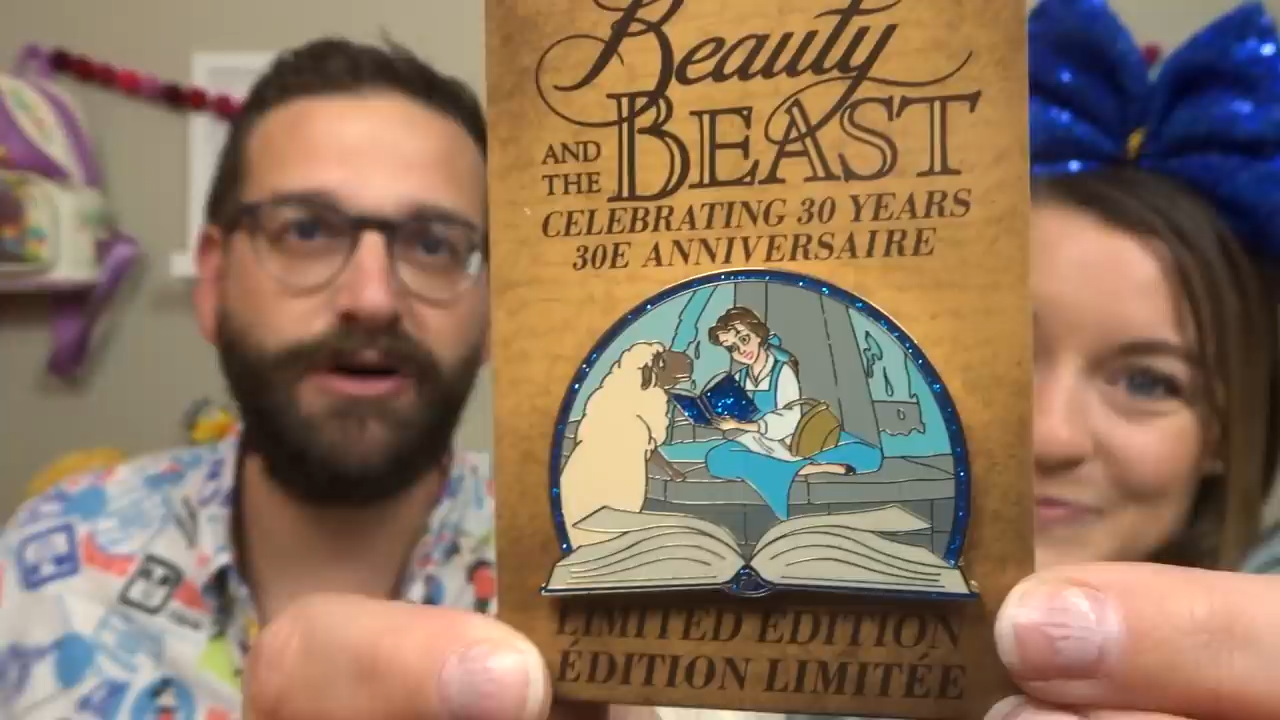 Beauty
AND THE BEAST
CELEBRATING 30 YEARS
30E ANNIVERSAIRE
LIMITED EDITION
ÉDITION LIMITÉE